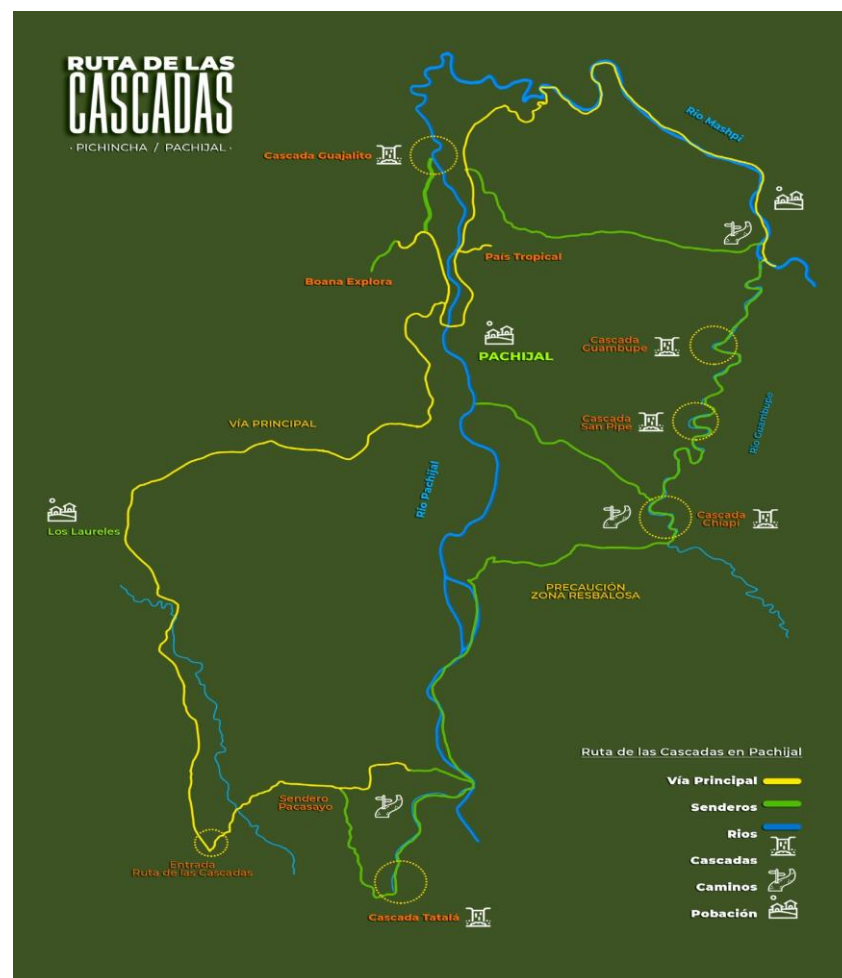 RUTA DE LAS
CASCADAS
· PICHINCHA / PACHIJAL ·
Río Mashpi
Cascada Guajalito
País Tropical
Boana Explora
Cascada
Guambupe
PACHIJAL
Cascada
San Pipe
Río Guambupe
VÍA PRINCIPAL
Río Pachijal
Los Laureles
Cascada
Chiapi
PRECAUCIÓN
ZONA RESBALOSA
Sendero
Pacasayo
Entrada
Ruta de las Cascadas
Cascada Tatalá
Ruta de las Cascadas en Pachijal
Vía Principal
Senderos
Rios
Cascadas
Caminos
Pobación